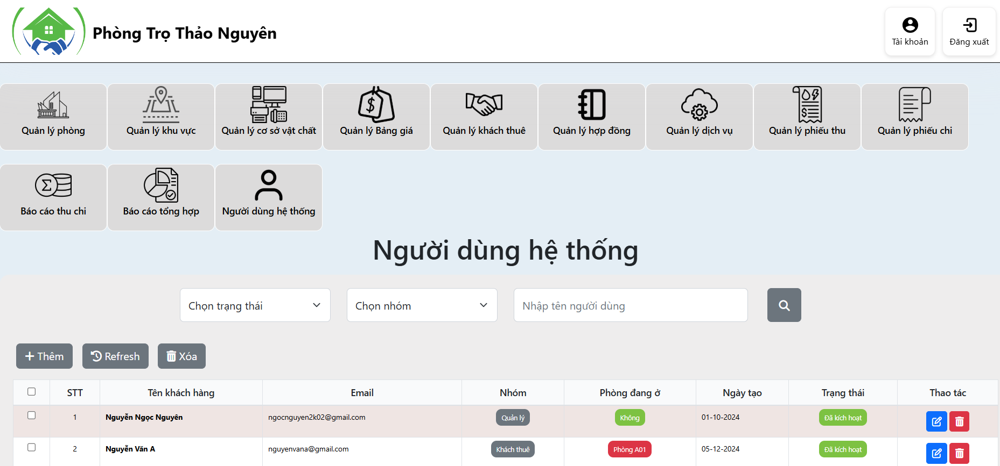 Phòng Trọ Thảo Nguyên
Tài khoản
Đăng xuất
Quản lý phòng
Quản lý khu vực
Quản lý cơ sở vật chất
Quản lý Bảng giá
Quản lý khách thuê
Quản lý hợp đồng
Quản lý dịch vụ
Quản lý phiếu thu
Quản lý phiếu chi
Báo cáo thu chi
Báo cáo tổng hợp
Người dùng hệ thống
Người dùng hệ thống
Chọn trạng thái
Chọn nhóm
Nhập tên người dùng
Thêm
Refresh
Xóa
STT Tên khách hàng Email Nhóm Phòng đang ở Ngày tạo Trạng thái Thao tác
1 Nguyễn Ngọc Nguyên ngocnguyen2k02@gmail.com Quản lý Không 01-10-2024 Đã kích hoạt
2 Nguyễn Văn A nguyenvana@gmail.com Khách thuê Phòng A01 05-12-2024 Đã kích hoạt